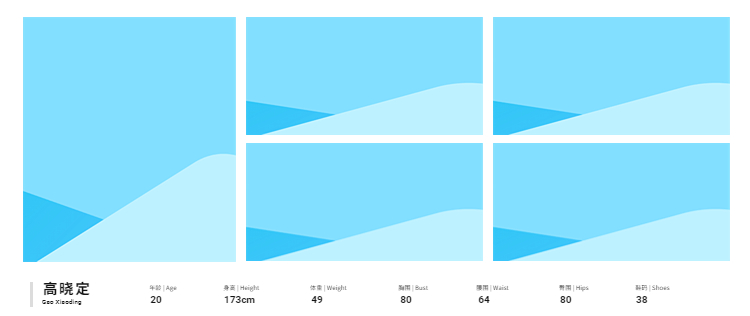 高晓定
Gao Xiaoding
年龄 | Age
20
身高 | Height
173cm
体重 | Weight
49
胸围 | Bust
80
腰围 | Waist
64
臀围 | Hips
80
鞋码 | Shoes
38